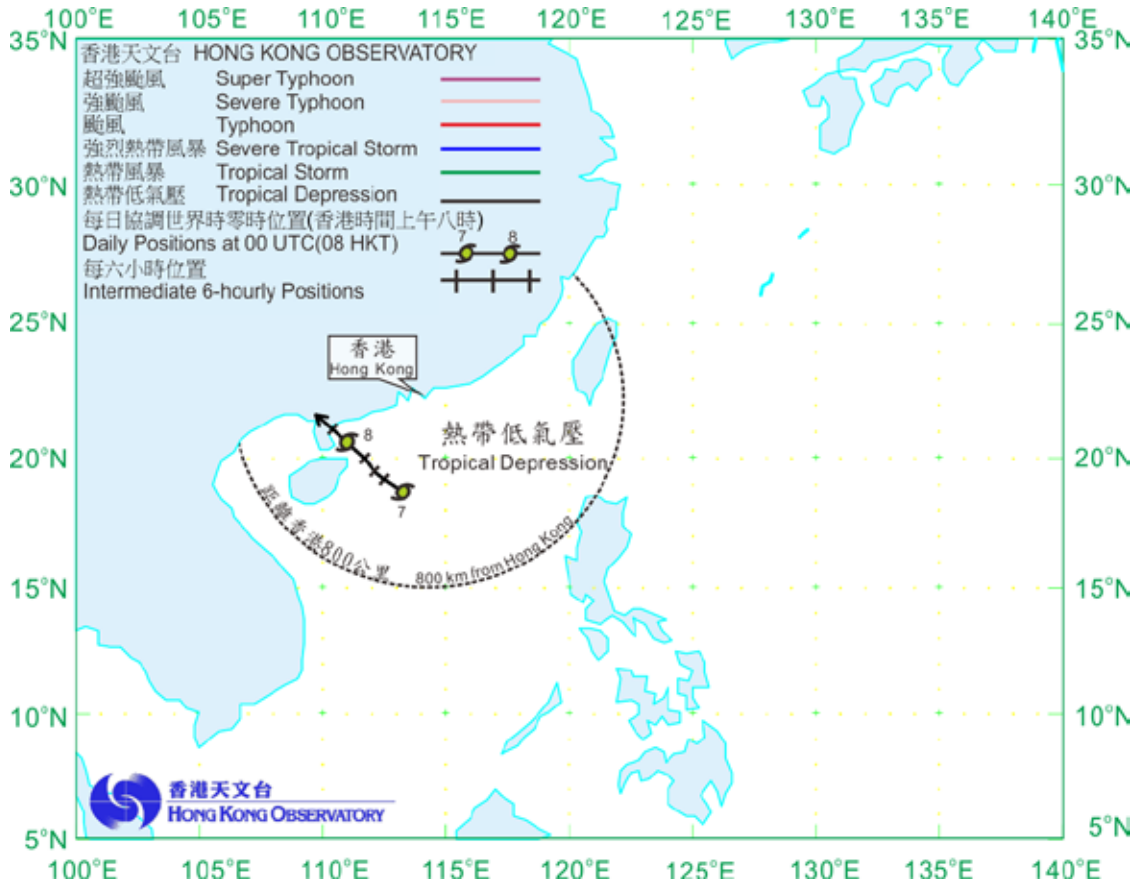 100°E 105°E 110°E 115°E 120°E 125°E 130°E 135°E 140°E
35°N 35°N
香港天文台 HONG KONG OBSERVATORY
超強颱風 Super Typhoon
強颱風 Severe Typhoon
颱風 Typhoon
強烈熱帶風暴 Severe Tropical Storm
熱帶風暴 Tropical Storm
熱帶低氣壓 Tropical Depression
30°N 30°N
每日協調世界時零時位置(香港時間上午八時)
7 8
Daily Positions at 00 UTC(08 HKT)
每六小時位置
Intermediate 6-hourly Positions
25°N 25°N
香港
Hong Kong
8
熱帶低氣壓
Tropical Depression
20°N 20°N
7
距離香港800公里
800 km from Hong Kong
15°N 15°N
10°N 10°N
香港天文台
HONG KONG OBSERVATORY
5°N 5°N
100°E 105°E 110°E 115°E 120°E 125°E 130°E 135°E 140°E